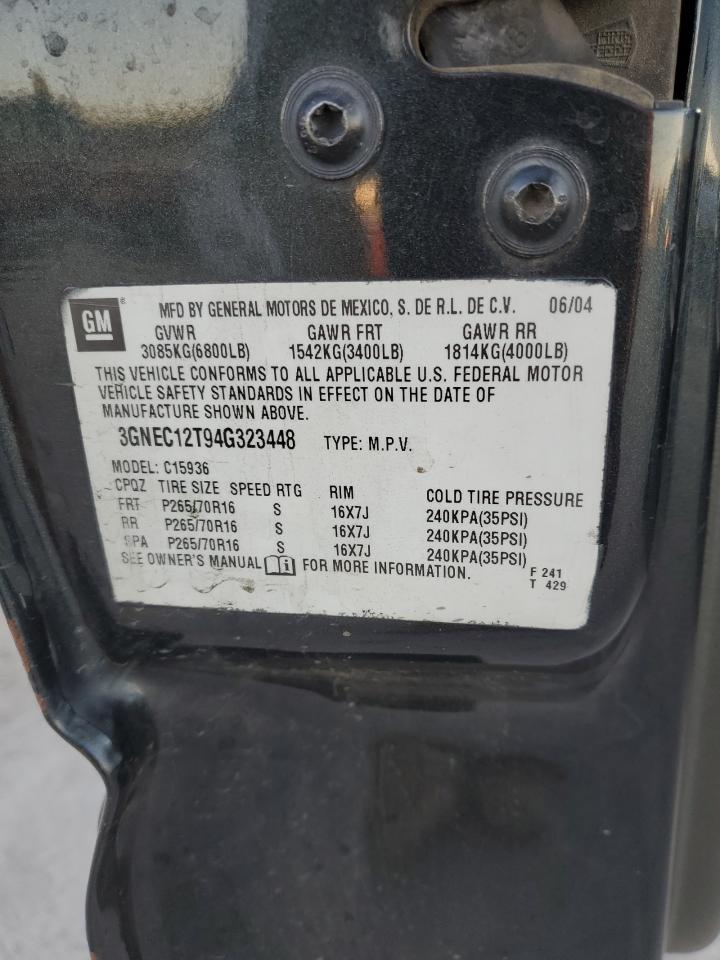 GM ® MFD BY GENERAL MOTORS DE MEXICO, S. DE R.L. DE C.V. 06/04
GVWR GAWR FRT GAWR RR
3085KG(6800LB) 1542KG(3400LB) 1814KG(4000LB)
THIS VEHICLE CONFORMS TO ALL APPLICABLE U.S. FEDERAL MOTOR
VEHICLE SAFETY STANDARDS IN EFFECT ON THE DATE OF
MANUFACTURE SHOWN ABOVE.
3GNEC12T94G323448 TYPE: M.P.V.
MODEL: C15936
CPQZ TIRE SIZE SPEED RTG RIM COLD TIRE PRESSURE
FRT P265/70R16 S 16X7J 240KPA(35PSI)
RR P265/70R16 S 16X7J 240KPA(35PSI)
SPA P265/70R16 S 16X7J 240KPA(35PSI)
SEE OWNER'S MANUAL i FOR MORE INFORMATION.
F 241
T 429